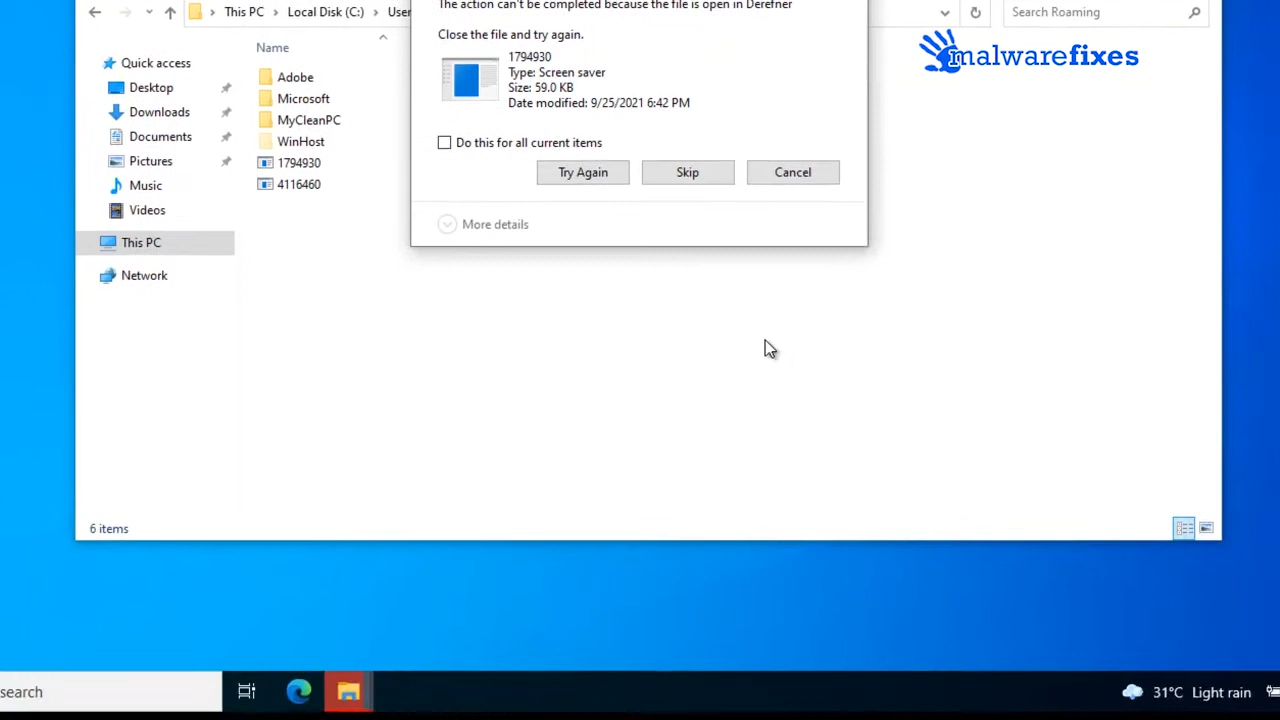 The action can't be completed because the file is open in Derefner
This PC
Local Disk (C:)
User
Search Roaming
malwarefixes
Close the file and try again.
Name
1794930
Type: Screen saver
Size: 59.0 KB
Date modified: 9/25/2021 6:42 PM
Do this for all current items
Try Again
Skip
Cancel
More details
Quick access
Desktop
Downloads
Documents
Pictures
Music
Videos
This PC
Network
Adobe
Microsoft
MyCleanPC
WinHost
1794930
4116460
6 items
search
31°C Light rain